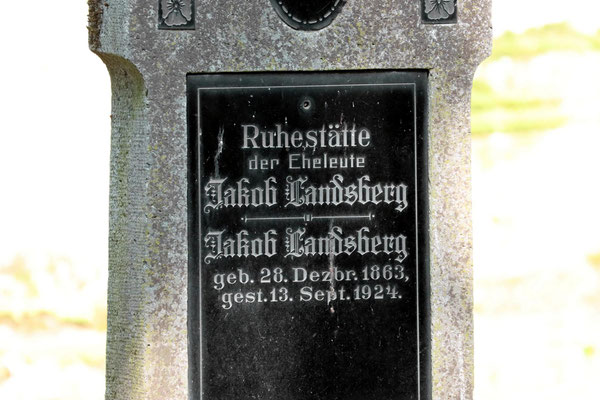 Ruhestätte
der Eheleute
Jakob Landsberg
Jakob Landsberg
geb. 28. Dezbr. 1863,
gest. 13. Sept. 1924.